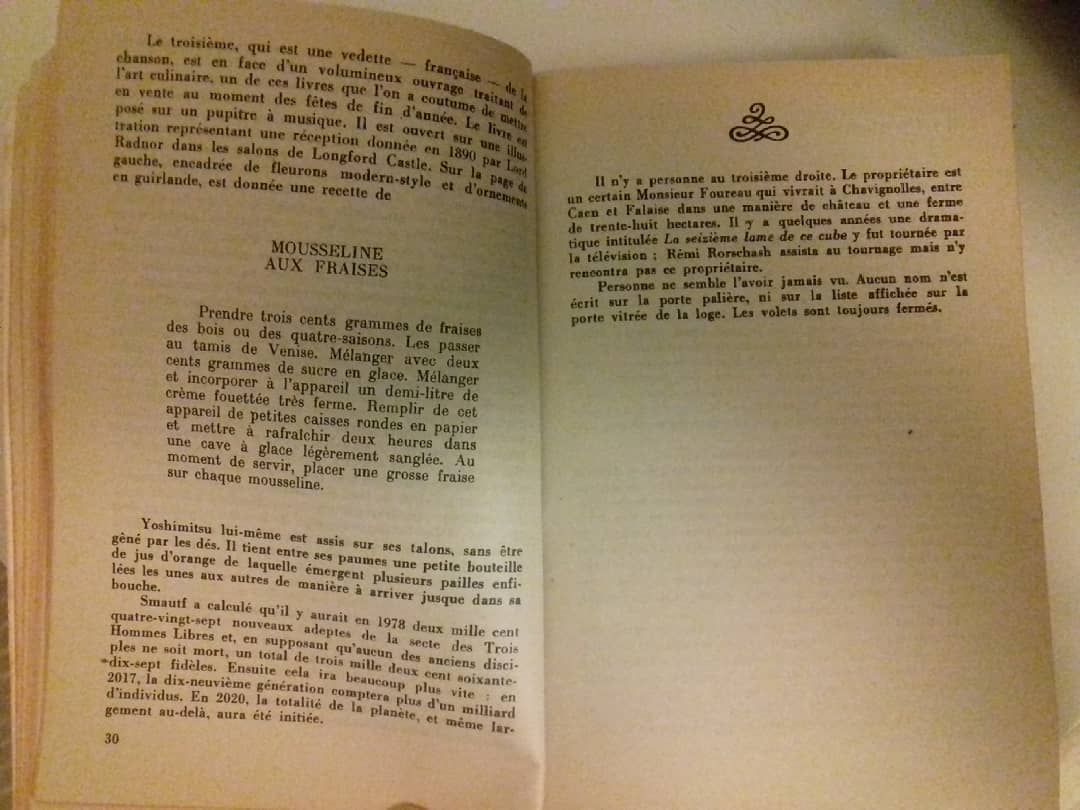 Le troisième, qui est une vedette — française — de la
chanson, est en face d'un volumineux ouvrage traitant de
l'art culinaire, un de ces livres que l'on a coutume de mettre
en vente au moment des fêtes de fin d'année. Le livre est
posé sur un pupitre à musique. Il est ouvert sur une illus-
tration représentant une réception donnée en 1890 par Lord
Radnor dans les salons de Longford Castle. Sur la page de
gauche, encadrée de fleurons modern-style et d'ornements
en guirlande, est donnée une recette de
MOUSSELINE
AUX FRAISES
Prendre trois cents grammes de fraises
des bois ou des quatre-saisons. Les passer
au tamis de Venise. Mélanger avec deux
cents grammes de sucre en glace. Mélanger
et incorporer à l'appareil un demi-litre de
crème fouettée très ferme. Remplir de cet
appareil de petites caisses rondes en papier
et mettre à rafraîchir deux heures dans
une cave à glace légèrement sanglée. Au
moment de servir, placer une grosse fraise
sur chaque mousseline.
Yoshimitsu lui-même est assis sur ses talons, sans être
gêné par les dés. Il tient entre ses paumes une petite bouteille
de jus d'orange de laquelle émergent plusieurs pailles enfi-
lées les unes aux autres de manière à arriver jusque dans sa
bouche.
Smautf a calculé qu'il y aurait en 1978 deux mille cent
quatre-vingt-sept nouveaux adeptes de la secte des Trois
Hommes Libres et, en supposant qu'aucun des anciens disci-
ples ne soit mort, un total de trois mille deux cent soixante-
dix-sept fidèles. Ensuite cela ira beaucoup plus vite : en
2017, la dix-neuvième génération comptera plus d'un milliard
d'individus. En 2020, la totalité de la planète, et même lar-
gement au-delà, aura été initiée.
30
Il n'y a personne au troisième droite. Le propriétaire est
un certain Monsieur Foureau qui vivrait à Chavignolles, entre
Caen et Falaise dans une manière de château et une ferme
de trente-huit hectares. Il y a quelques années une drama-
tique intitulée La seizième lame de ce cube y fut tournée par
la télévision ; Rémi Rorschash assista au tournage mais n'y
rencontra pas ce propriétaire.
Personne ne semble l'avoir jamais vu. Aucun nom n'est
écrit sur la porte palière, ni sur la liste affichée sur la
porte vitrée de la loge. Les volets sont toujours fermés.